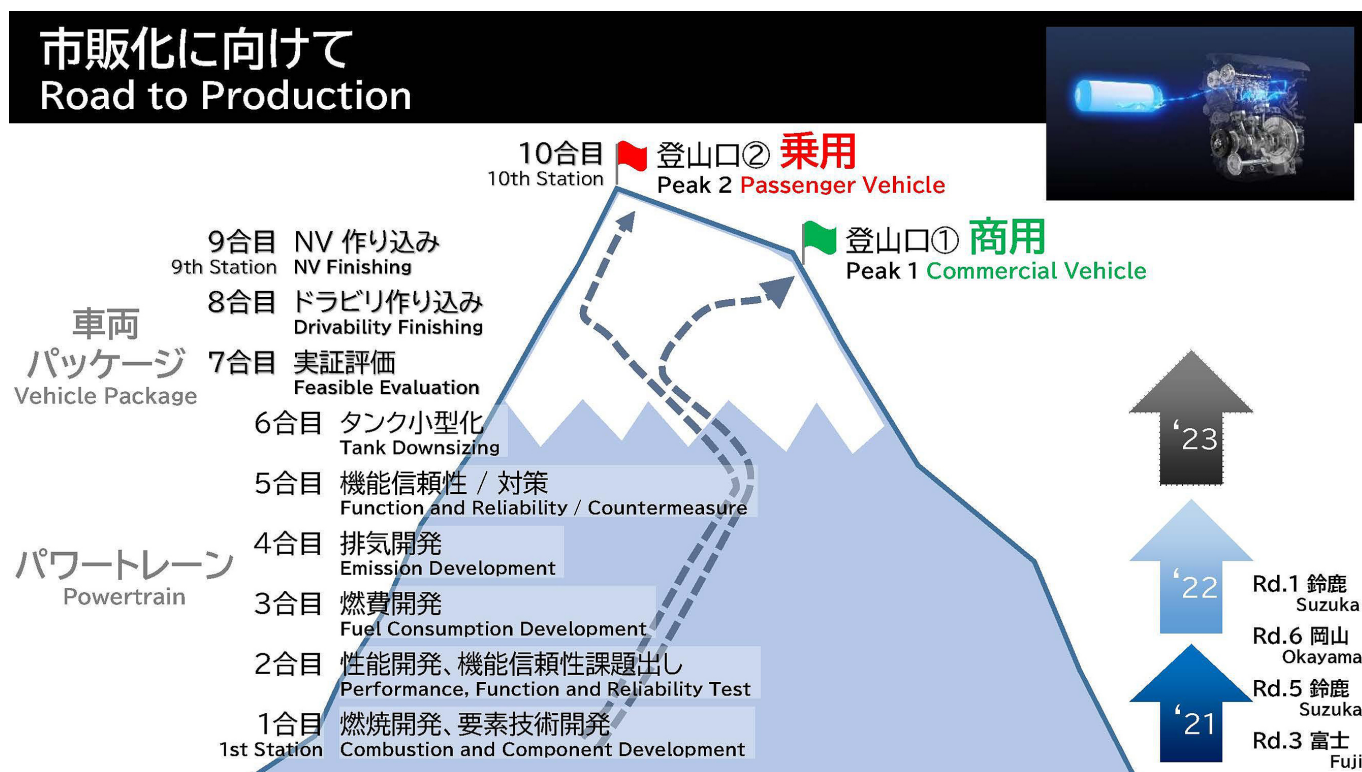 市販化に向けて
Road to Production
10合目
10th Station
登山口② 乗用
Peak 2 Passenger Vehicle
登山口① 商用
Peak 1 Commercial Vehicle
9合目 NV 作り込み
9th Station NV Finishing
8合目 ドラビリ作り込み
Drivability Finishing
車両
パッケージ
Vehicle Package
7合目 実証評価
Feasible Evaluation
6合目 タンク小型化
Tank Downsizing
5合目 機能信頼性 / 対策
Function and Reliability / Countermeasure
パワートレーン
Powertrain
4合目 排気開発
Emission Development
3合目 燃費開発
Fuel Consumption Development
2合目 性能開発、機能信頼性課題出し
Performance, Function and Reliability Test
1合目 燃焼開発、要素技術開発
1st Station Combustion and Component Development
‘23
‘22
‘21
Rd.1 鈴鹿
Suzuka
Rd.6 岡山
Okayama
Rd.5 鈴鹿
Suzuka
Rd.3 富士
Fuji